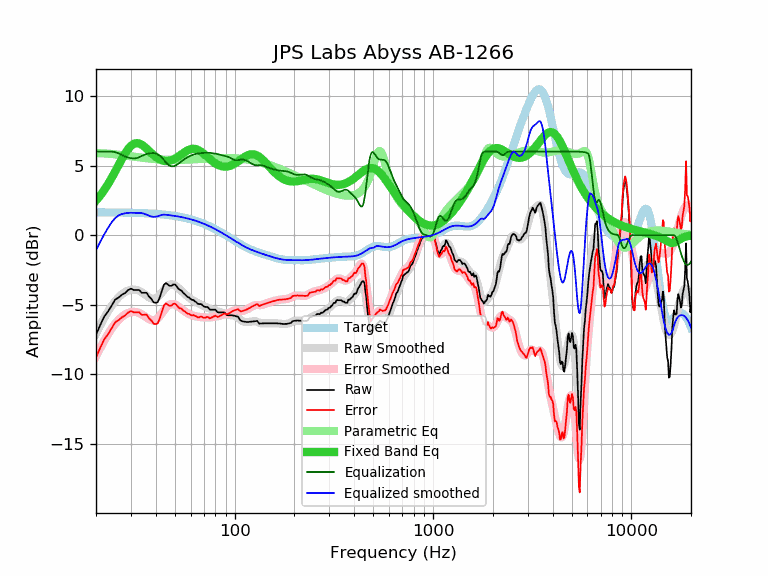 JPS Labs Abyss AB-1266
Amplitude (dBr)
10
5
0
−5
−10
−15
Target
Raw Smoothed
Error Smoothed
Raw
Error
Parametric Eq
Fixed Band Eq
Equalization
Equalized smoothed
100
1000
10000
Frequency (Hz)